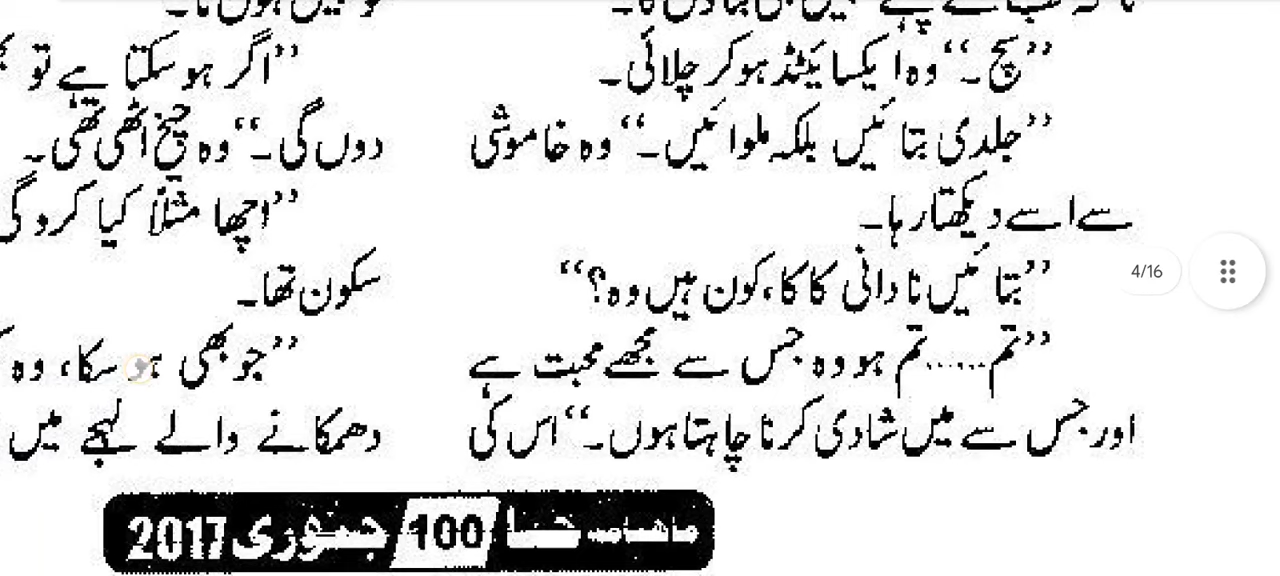 ’’سچ۔‘‘ وہ ایکسائیٹڈ ہو کر چلائی۔
’’جلدی بتائیں بلکہ ملوائیں۔‘‘ وہ خاموشی
سے اسے دیکھتا رہا۔
’’بتائیں نادانی کاکا، کون ہیں وہ؟‘‘
’’تم......تم ہو وہ جس سے مجھے محبت ہے
اور جس سے میں شادی کرنا چاہتا ہوں۔‘‘ اس کی
’’اگر ہو سکتا ہے تو
دوں گی۔‘‘ وہ چیخ اٹھی تھی۔
’’اچھا مثلاً کیا کرو گی
سکون تھا۔
’’جو بھی ہو سکا، وہ
دھمکانے والے لہجے میں
ماهنامہ حنا 100 جنوری 2017
4/16